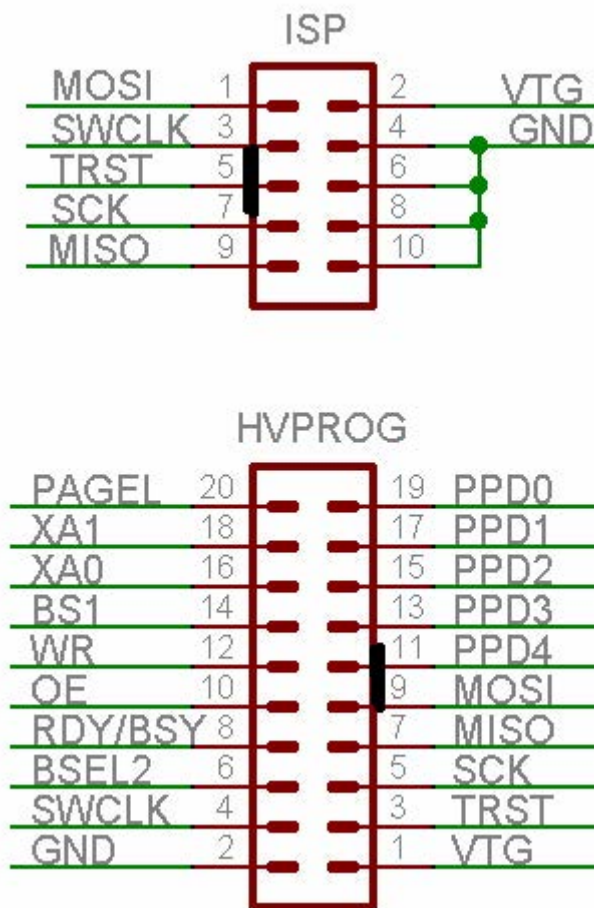 ISP
MOSI 1 2 VTG
SWCLK 3 4 GND
TRST 5 6
SCK 7 8
MISO 9 10
HVPROG
PAGEL 20 19 PPD0
XA1 18 17 PPD1
XA0 16 15 PPD2
BS1 14 13 PPD3
WR 12 11 PPD4
OE 10 9 MOSI
RDY/BSY 8 7 MISO
BSEL2 6 5 SCK
SWCLK 4 3 TRST
GND 2 1 VTG